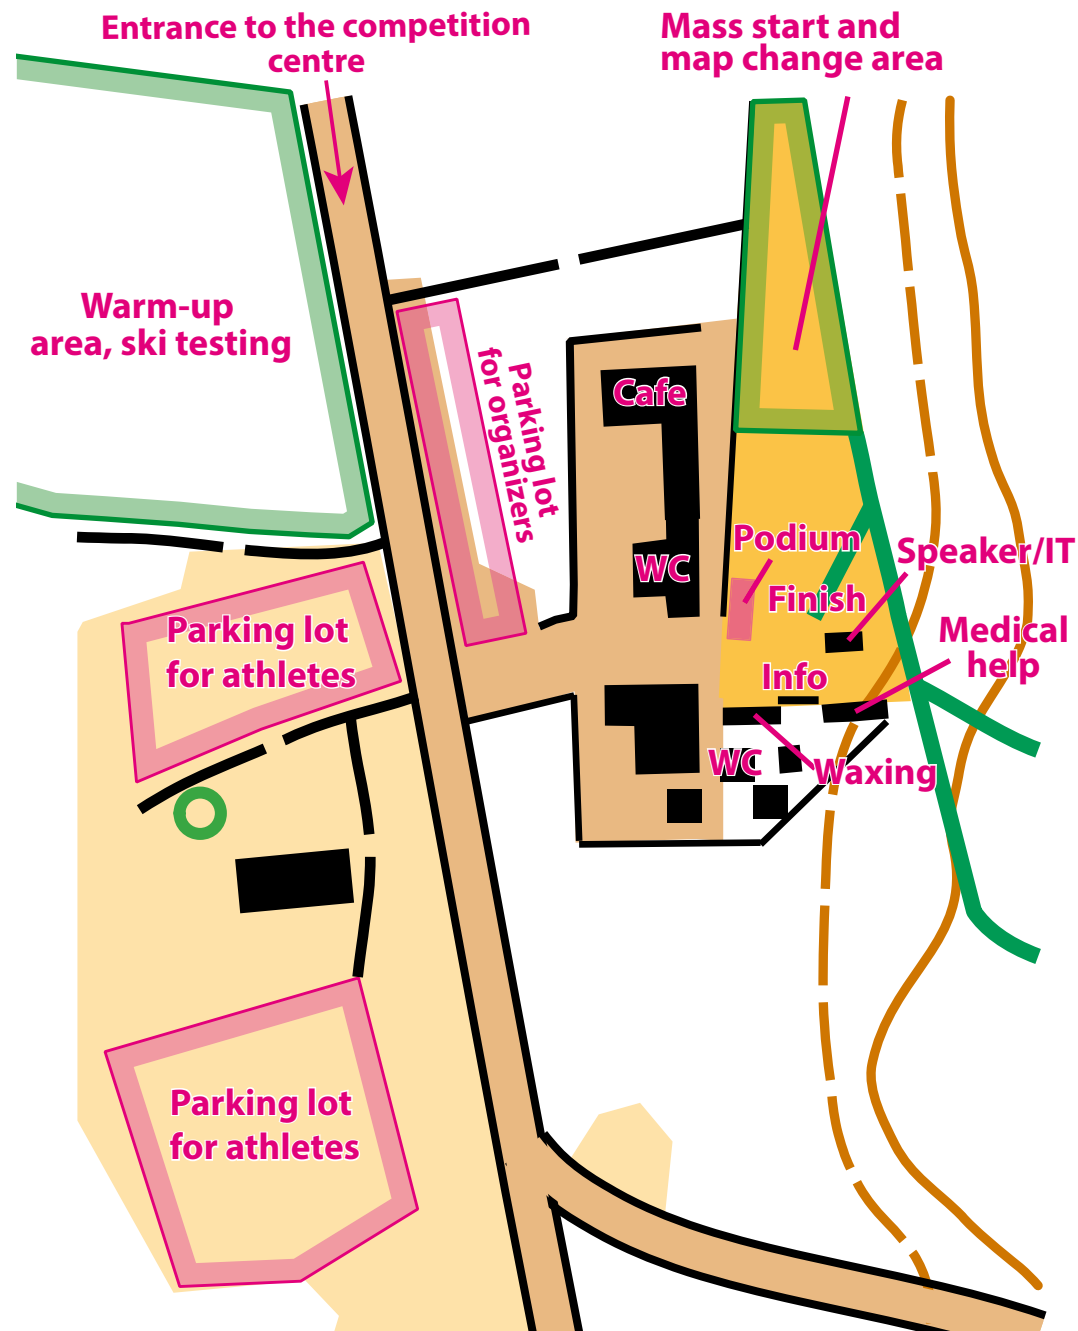 Entrance to the competition
centre
Mass start and
map change area
Warm-up
area, ski testing
Parking lot
for organizers
Cafe
WC
Podium
Speaker/IT
Finish
Medical
help
Parking lot
for athletes
Info
WC
Waxing
Parking lot
for athletes